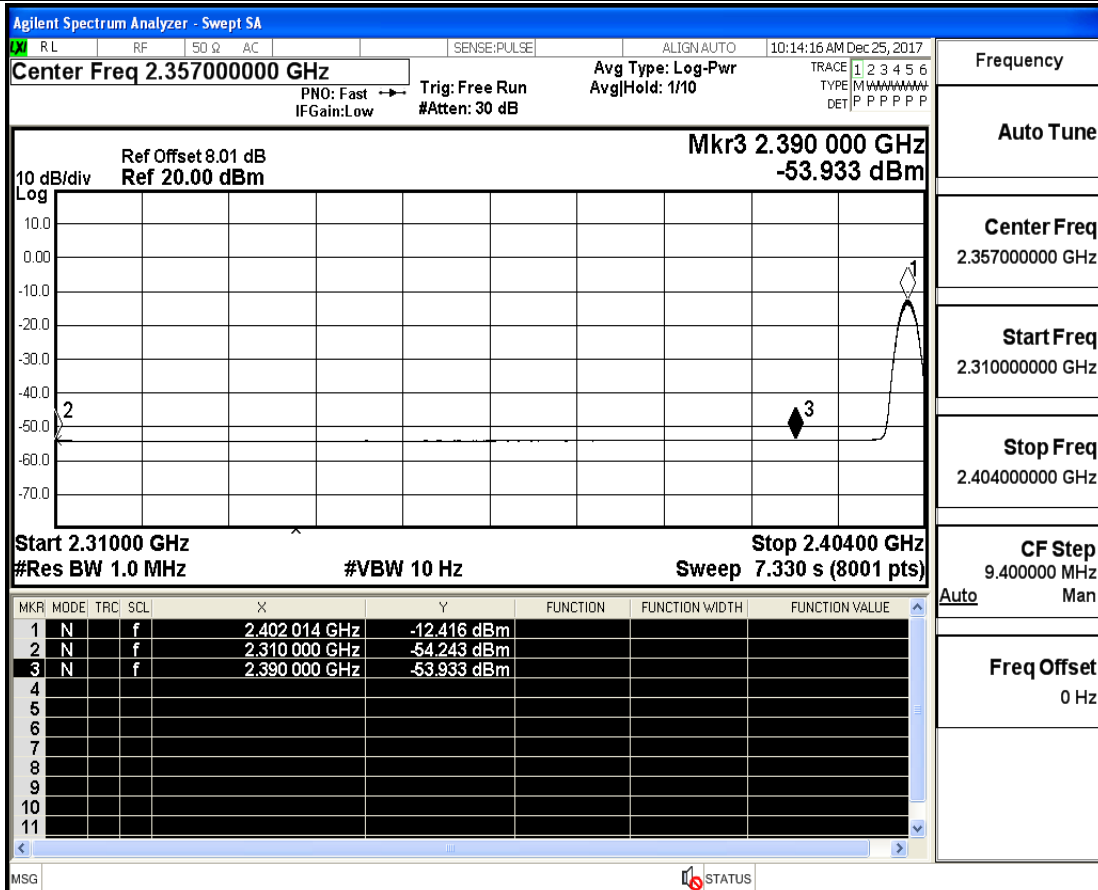 Agilent Spectrum Analyzer - Swept SA
LXI RL RF 50 Ω AC SENSE:PULSE ALIGN AUTO 10:14:16 AM Dec 25, 2017
Center Freq 2.357000000 GHz
PNO: Fast
IFGain:Low
Trig: Free Run
#Atten: 30 dB
Avg Type: Log-Pwr
Avg|Hold: 1/10
TRACE 1 2 3 4 5 6
TYPE M WWWWW
DET P P P P P P
Frequency
Auto Tune
Center Freq
2.357000000 GHz
Start Freq
2.310000000 GHz
Stop Freq
2.404000000 GHz
CF Step
9.400000 MHz
Auto Man
Freq Offset
0 Hz
Mkr3 2.390 000 GHz
-53.933 dBm
Ref Offset 8.01 dB
10 dB/div Ref 20.00 dBm
Log
10.0
0.00
-10.0
-20.0
-30.0
-40.0
-50.0
-60.0
-70.0
1
2
3
Start 2.31000 GHz Stop 2.40400 GHz
#Res BW 1.0 MHz #VBW 10 Hz Sweep 7.330 s (8001 pts)
MKR MODE TRC SCL X Y FUNCTION FUNCTION WIDTH FUNCTION VALUE
1 N f 2.402 014 GHz -12.416 dBm
2 N f 2.310 000 GHz -54.243 dBm
3 N f 2.390 000 GHz -53.933 dBm
4
5
6
7
8
9
10
11
MSG STATUS